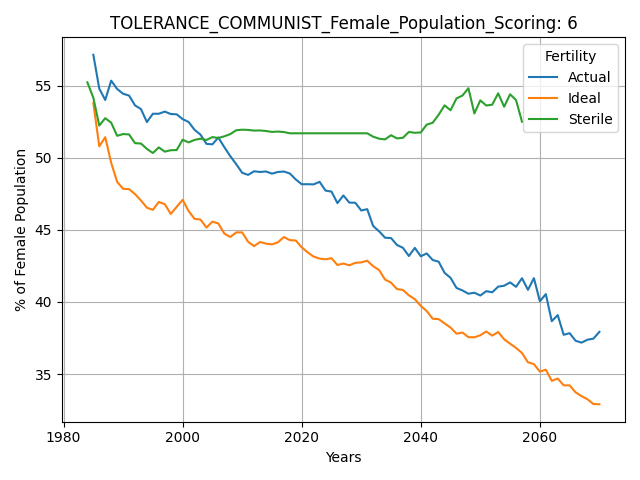 TOLERANCE_COMMUNIST_Female_Population_Scoring: 6
Fertility
Actual
Ideal
Sterile
% of Female Population
55
50
45
40
35
1980 2000 2020 2040 2060
Years